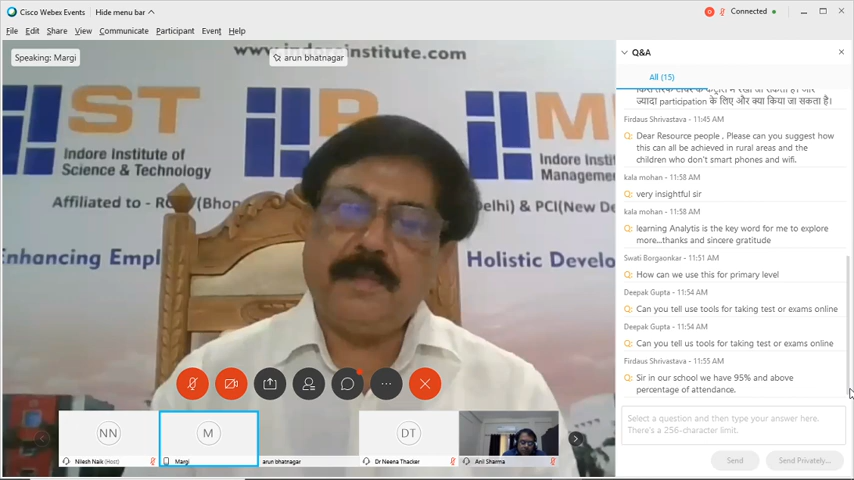 Cisco Webex Events Hide menu bar
Connected
File Edit Share View Communicate Participant Event Help
Speaking: Margi
arun bhatnagar
IST
Indore Institute of
Science & Technology
Indore Insti
Managemen
Affiliated to -
Delhi) & PCI(New De
Enhancing Empl
Holistic Develo
NN
Nilesh Naik (Host)
M
Margi
arun bhatnagar
DT
Dr Neena Thacker
Anil Sharma
Q&A
All (15)
ज्यादा participation के लिए और क्या किया जा सकता है।
Firdaus Shrivastava - 11:45 AM
Q: Dear Resource people , Please can you suggest how
this can all be achieved in rural areas and the
children who don't smart phones and wifi.
kala mohan - 11:58 AM
Q: very insightful sir
kala mohan - 11:58 AM
Q: learning Analytis is the key word for me to explore
more...thanks and sincere gratitude
Swati Borgaonkar - 11:51 AM
Q: How can we use this for primary level
Deepak Gupta - 11:54 AM
Q: Can you tell use tools for taking test or exams online
Deepak Gupta - 11:54 AM
Q: Can you tell us tools for taking test or exams online
Firdaus Shrivastava - 11:55 AM
Q: Sir in our school we have 95% and above
percentage of attendance.
Select a question and then type your answer here.
There's a 256-character limit.
Send
Send Privately...